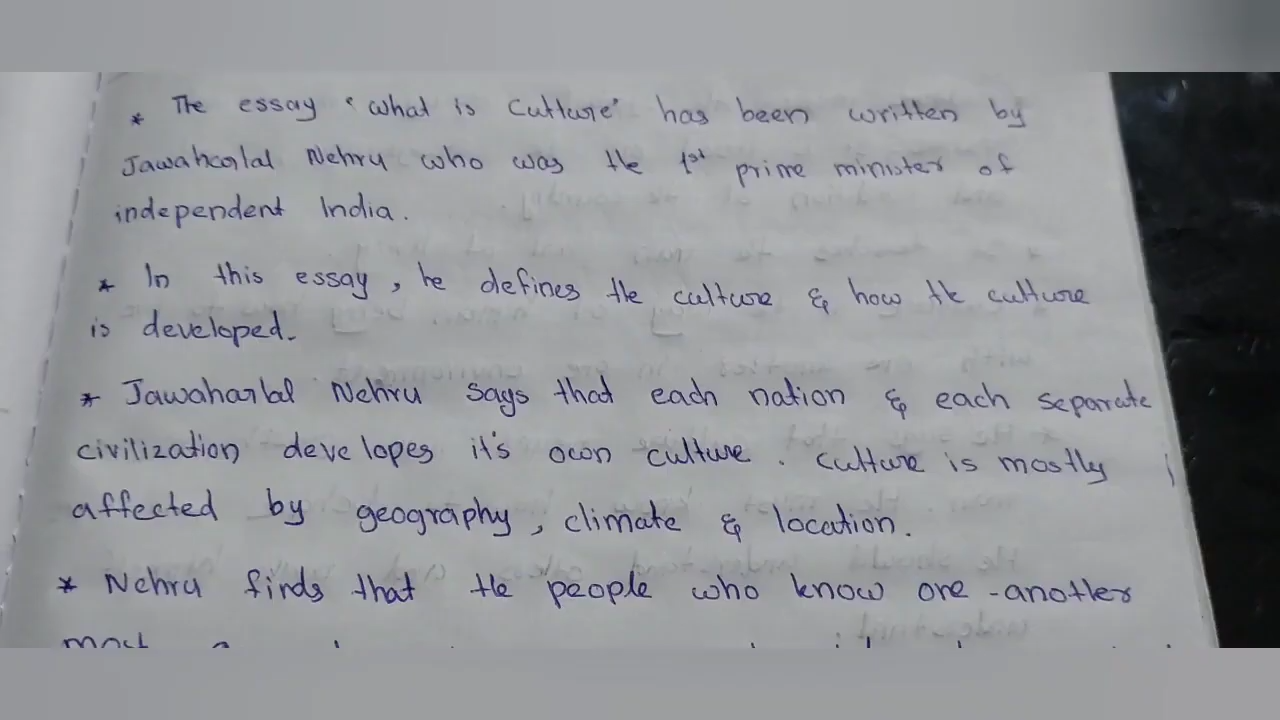 * The essay 'what is Culture' has been written by
Jawaharlal Nehru who was the 1st prime minister of
independent India.
* In this essay, he defines the culture & how the culture
is developed.
* Jawaharlal Nehru says that each nation & each separate
civilization developes it's own culture. culture is mostly
affected by geography, climate & location.
* Nehru finds that the people who know one-another